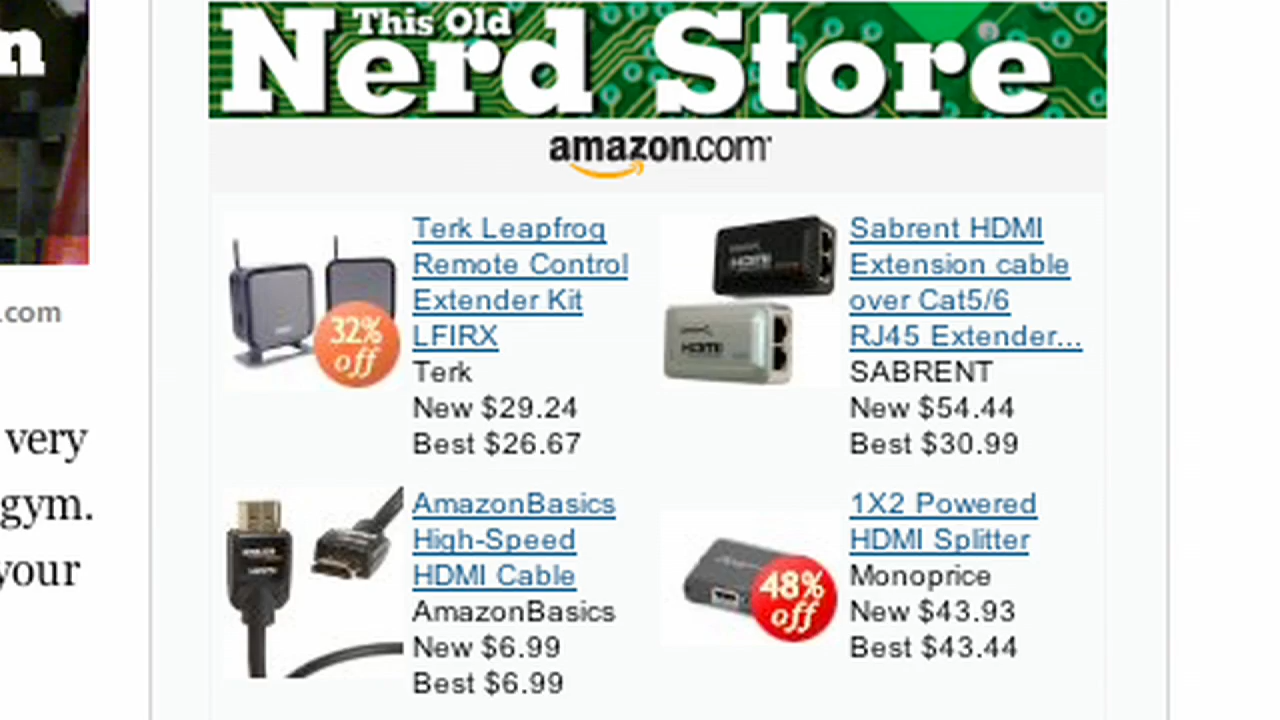 n
This Old
Nerd Store
amazon.com
Terk Leapfrog
Remote Control
Extender Kit
LFIRX
Terk
New $29.24
Best $26.67
32%
off
Sabrent HDMI
Extension cable
over Cat5/6
RJ45 Extender...
SABRENT
New $54.44
Best $30.99
HDMI
HDMI
AmazonBasics
High-Speed
HDMI Cable
AmazonBasics
New $6.99
Best $6.99
1X2 Powered
HDMI Splitter
Monoprice
New $43.93
Best $43.44
48%
off
.com
very
gym.
your